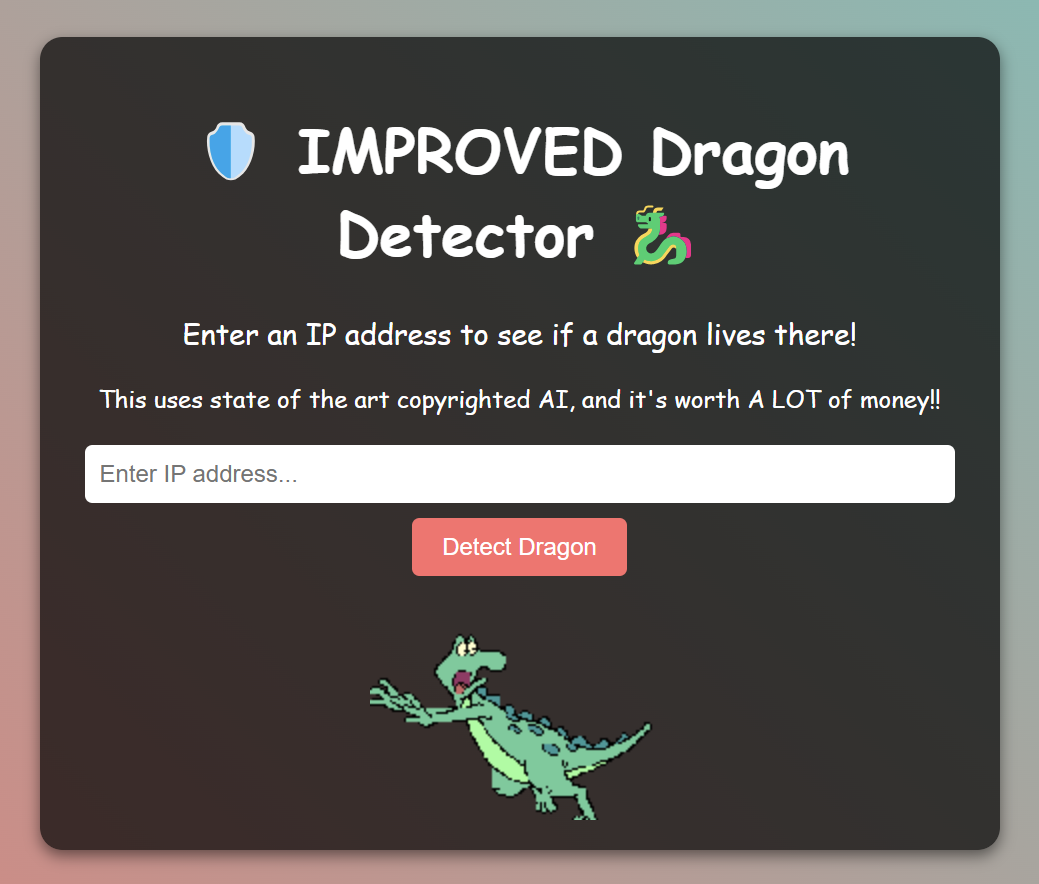 IMPROVED Dragon
Detector
Enter an IP address to see if a dragon lives there!
This uses state of the art copyrighted AI, and it's worth A LOT of money!!
Enter IP address...
Detect Dragon